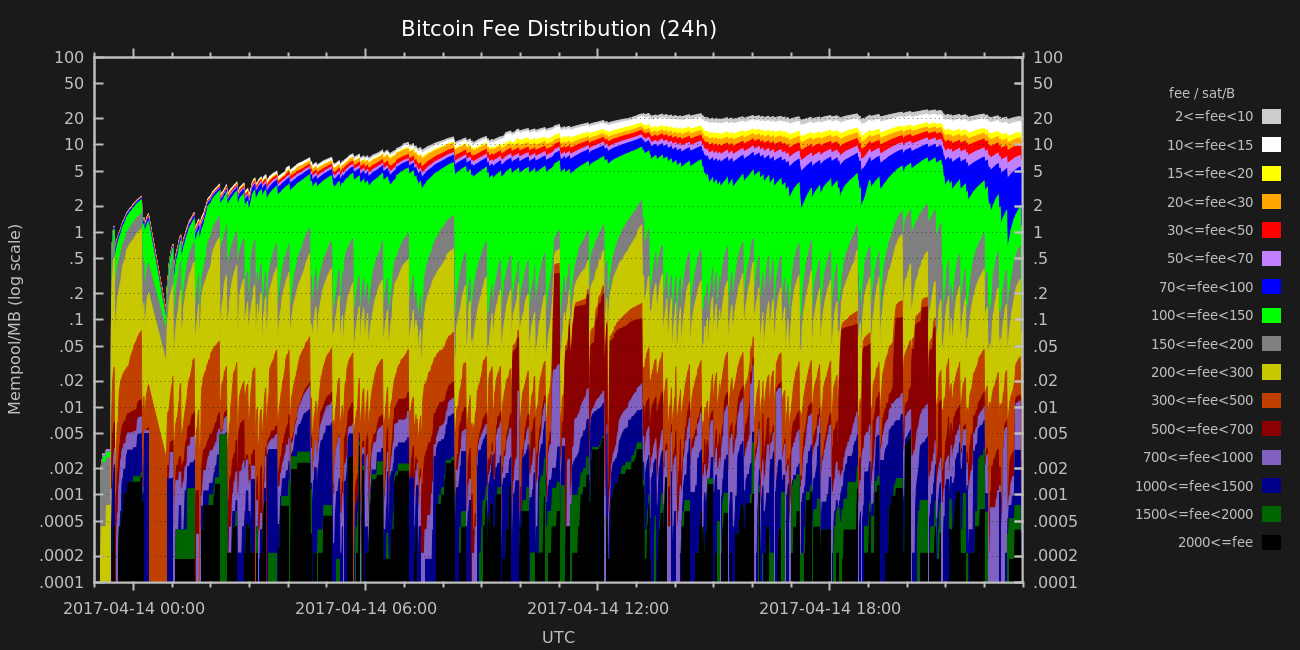 Bitcoin Fee Distribution (24h)
Mempool/MB (log scale)
100
50
20
10
5
2
1
.5
.2
.1
.05
.02
.01
.005
.002
.001
.0005
.0002
.0001
100
50
20
10
5
2
1
.5
.2
.1
.05
.02
.01
.005
.002
.001
.0005
.0002
.0001
2017-04-14 00:00
2017-04-14 06:00
2017-04-14 12:00
2017-04-14 18:00
UTC
fee / sat/B
2<=fee<10
10<=fee<15
15<=fee<20
20<=fee<30
30<=fee<50
50<=fee<70
70<=fee<100
100<=fee<150
150<=fee<200
200<=fee<300
300<=fee<500
500<=fee<700
700<=fee<1000
1000<=fee<1500
1500<=fee<2000
2000<=fee